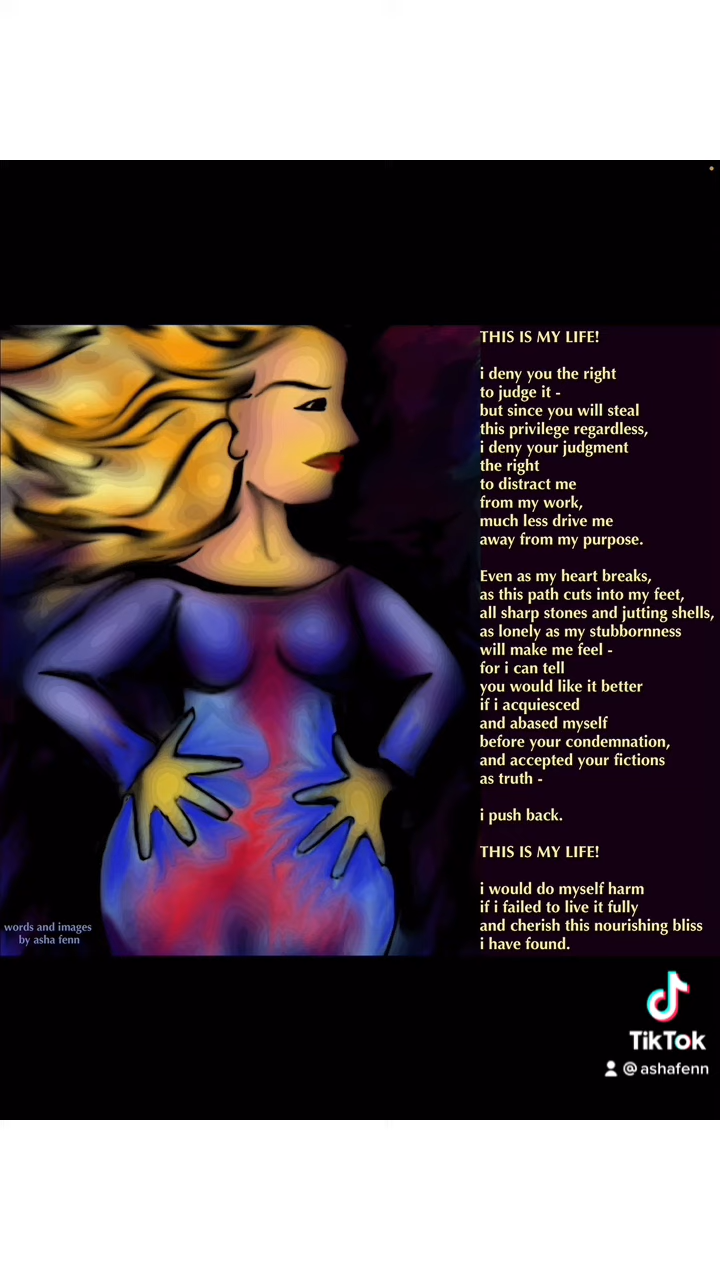 THIS IS MY LIFE!
i deny you the right
to judge it -
but since you will steal
this privilege regardless,
i deny your judgment
the right
to distract me
from my work,
much less drive me
away from my purpose.
Even as my heart breaks,
as this path cuts into my feet,
all sharp stones and jutting shells,
as lonely as my stubbornness
will make me feel -
for i can tell
you would like it better
if i acquiesced
and abased myself
before your condemnation,
and accepted your fictions
as truth -
i push back.
THIS IS MY LIFE!
i would do myself harm
if i failed to live it fully
and cherish this nourishing bliss
i have found.
words and images
by asha fenn
TikTok
@ashafenn